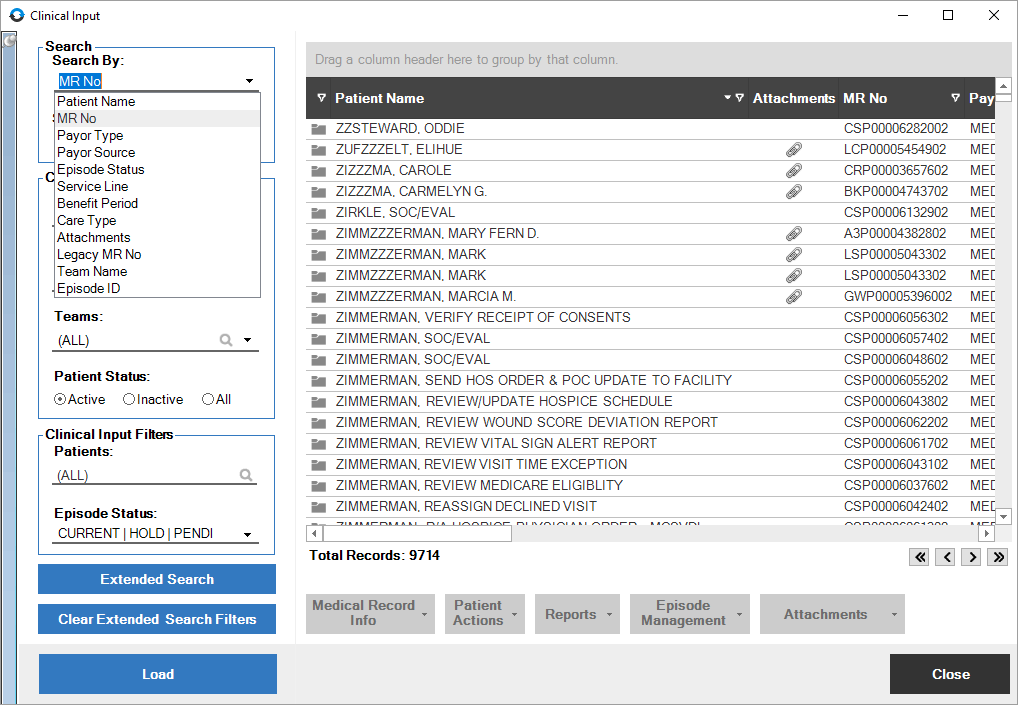 Clinical Input
Search
Search By:
MR No
Patient Name
MR No
Payor Type
Payor Source
Episode Status
Service Line
Benefit Period
Care Type
Attachments
Legacy MR No
Team Name
Episode ID
Teams:
(ALL)
Patient Status:
Active Inactive All
Clinical Input Filters
Patients:
(ALL)
Episode Status:
CURRENT | HOLD | PENDI
Extended Search
Clear Extended Search Filters
Load
Drag a column header here to group by that column.
Patient Name Attachments MR No Pay
ZZSTEWARD, ODDIE CSP00006282002 MED
ZUFZZZELT, ELIHUE LCP00005454902 MED
ZIZZZMA, CAROLE CRP00003657602 MED
ZIZZZMA, CARMELYN G. BKP00004743702 MED
ZIRKLE, SOC/EVAL CSP00006132902 MED
ZIMMZZZERMAN, MARY FERN D. A3P00004382802 MED
ZIMMZZZERMAN, MARK LSP00005043302 MED
ZIMMZZZERMAN, MARK LSP00005043302 MED
ZIMMZZZERMAN, MARCIA M. GWP00005396002 MED
ZIMMERMAN, VERIFY RECEIPT OF CONSENTS CSP00006056302 MED
ZIMMERMAN, SOC/EVAL CSP00006057402 MED
ZIMMERMAN, SOC/EVAL CSP00006048602 MED
ZIMMERMAN, SEND HOS ORDER & POC UPDATE TO FACILITY CSP00006055202 MED
ZIMMERMAN, REVIEW/UPDATE HOSPICE SCHEDULE CSP00006043802 MED
ZIMMERMAN, REVIEW WOUND SCORE DEVIATION REPORT CSP00006062202 MED
ZIMMERMAN, REVIEW VITAL SIGN ALERT REPORT CSP00006061702 MED
ZIMMERMAN, REVIEW VISIT TIME EXCEPTION CSP00006043102 MED
ZIMMERMAN, REVIEW MEDICARE ELIGIBLITY CSP00006037602 MED
ZIMMERMAN, REASSIGN DECLINED VISIT CSP00006042402 MED
Total Records: 9714
Medical Record Info
Patient Actions
Reports
Episode Management
Attachments
Close